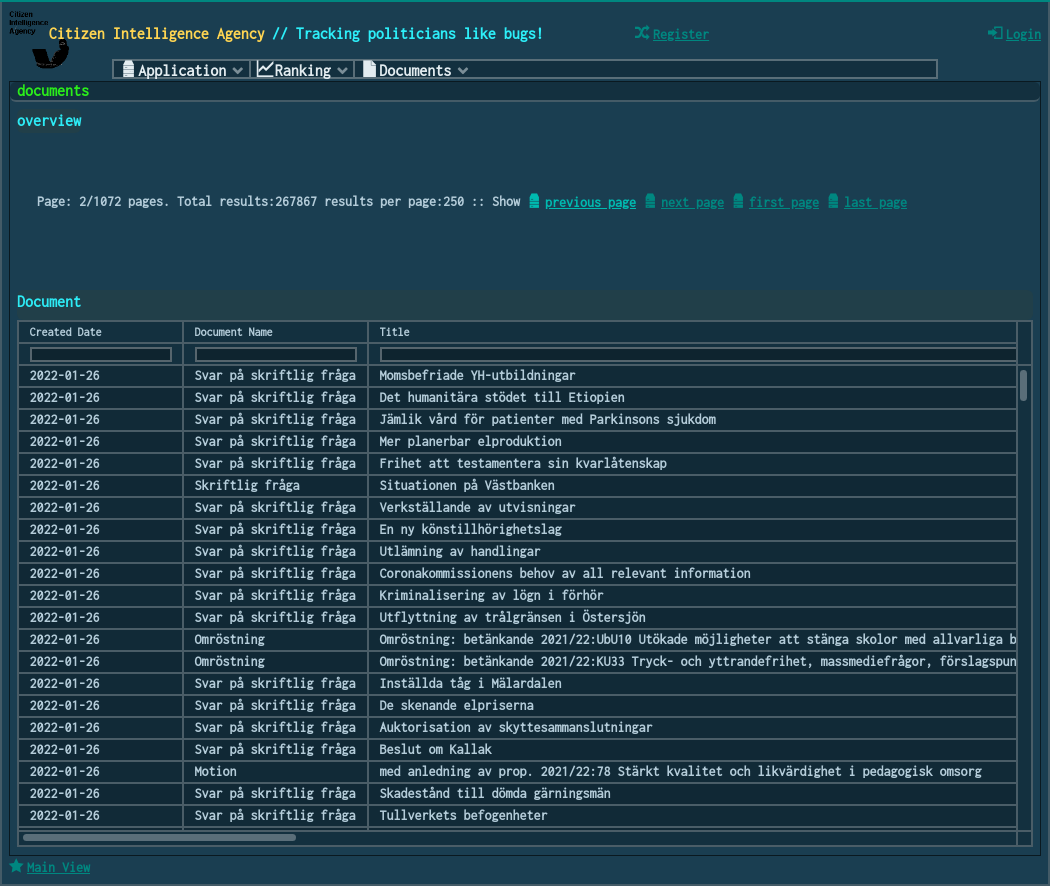 Citizen
Intelligence
Agency
Citizen Intelligence Agency // Tracking politicians like bugs!
Register
Login
Application Ranking Documents
documents
overview
Page: 2/1072 pages. Total results:267867 results per page:250 :: Show previous page next page first page last page
Document
Created Date Document Name Title
2022-01-26 Svar på skriftlig fråga Momsbefriade YH-utbildningar
2022-01-26 Svar på skriftlig fråga Det humanitära stödet till Etiopien
2022-01-26 Svar på skriftlig fråga Jämlik vård för patienter med Parkinsons sjukdom
2022-01-26 Svar på skriftlig fråga Mer planerbar elproduktion
2022-01-26 Svar på skriftlig fråga Frihet att testamentera sin kvarlåtenskap
2022-01-26 Skriftlig fråga Situationen på Västbanken
2022-01-26 Svar på skriftlig fråga Verkställande av utvisningar
2022-01-26 Svar på skriftlig fråga En ny könstillhörighetslag
2022-01-26 Svar på skriftlig fråga Utlämning av handlingar
2022-01-26 Svar på skriftlig fråga Coronakommissionens behov av all relevant information
2022-01-26 Svar på skriftlig fråga Kriminalisering av lögn i förhör
2022-01-26 Svar på skriftlig fråga Utflyttning av trålgränsen i Östersjön
2022-01-26 Omröstning Omröstning: betänkande 2021/22:UbU10 Utökade möjligheter att stänga skolor med allvarliga b
2022-01-26 Omröstning Omröstning: betänkande 2021/22:KU33 Tryck- och yttrandefrihet, massmediefrågor, förslagspun
2022-01-26 Svar på skriftlig fråga Inställda tåg i Mälardalen
2022-01-26 Svar på skriftlig fråga De skenande elpriserna
2022-01-26 Svar på skriftlig fråga Auktorisation av skyttesammanslutningar
2022-01-26 Svar på skriftlig fråga Beslut om Kallak
2022-01-26 Motion med anledning av prop. 2021/22:78 Stärkt kvalitet och likvärdighet i pedagogisk omsorg
2022-01-26 Svar på skriftlig fråga Skadestånd till dömda gärningsmän
2022-01-26 Svar på skriftlig fråga Tullverkets befogenheter
Main View